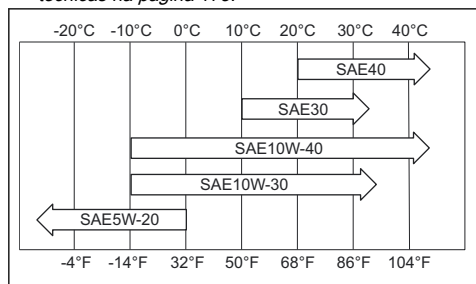 técnicas na página 173.
-20°C -10°C 0°C 10°C 20°C 30°C 40°C
SAE40
SAE30
SAE10W-40
SAE10W-30
SAE5W-20
-4°F -14°F 32°F 50°F 68°F 86°F 104°F